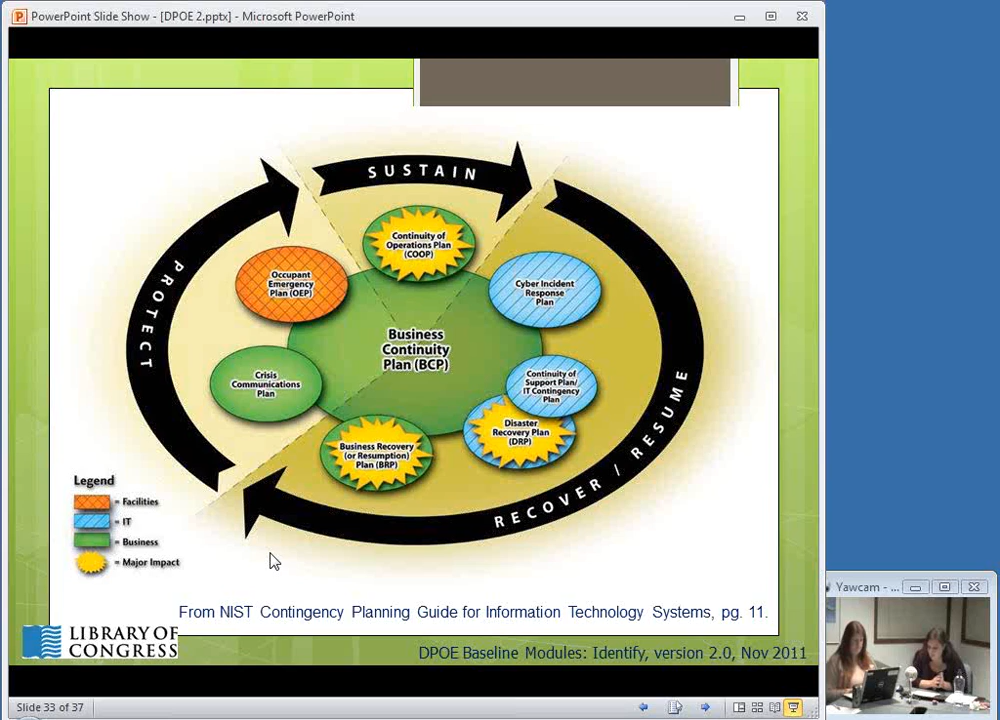 PowerPoint Slide Show - [DPOE 2.pptx] - Microsoft PowerPoint
SUSTAIN
PROTECT
RECOVER / RESUME
Continuity of
Operations Plan
(COOP)
Occupant
Emergency
Plan (OEP)
Cyber Incident
Response
Plan
Business
Continuity
Plan (BCP)
Crisis
Communications
Plan
Continuity of
Support Plan/
IT Contingency
Plan
Disaster
Recovery Plan
(DRP)
Business Recovery
(or Resumption)
Plan (BRP)
Legend
= Facilities
= IT
= Business
= Major Impact
From NIST Contingency Planning Guide for Information Technology Systems, pg. 11.
LIBRARY OF
CONGRESS
DPOE Baseline Modules: Identify, version 2.0, Nov 2011
Slide 33 of 37
Yawcam - ...